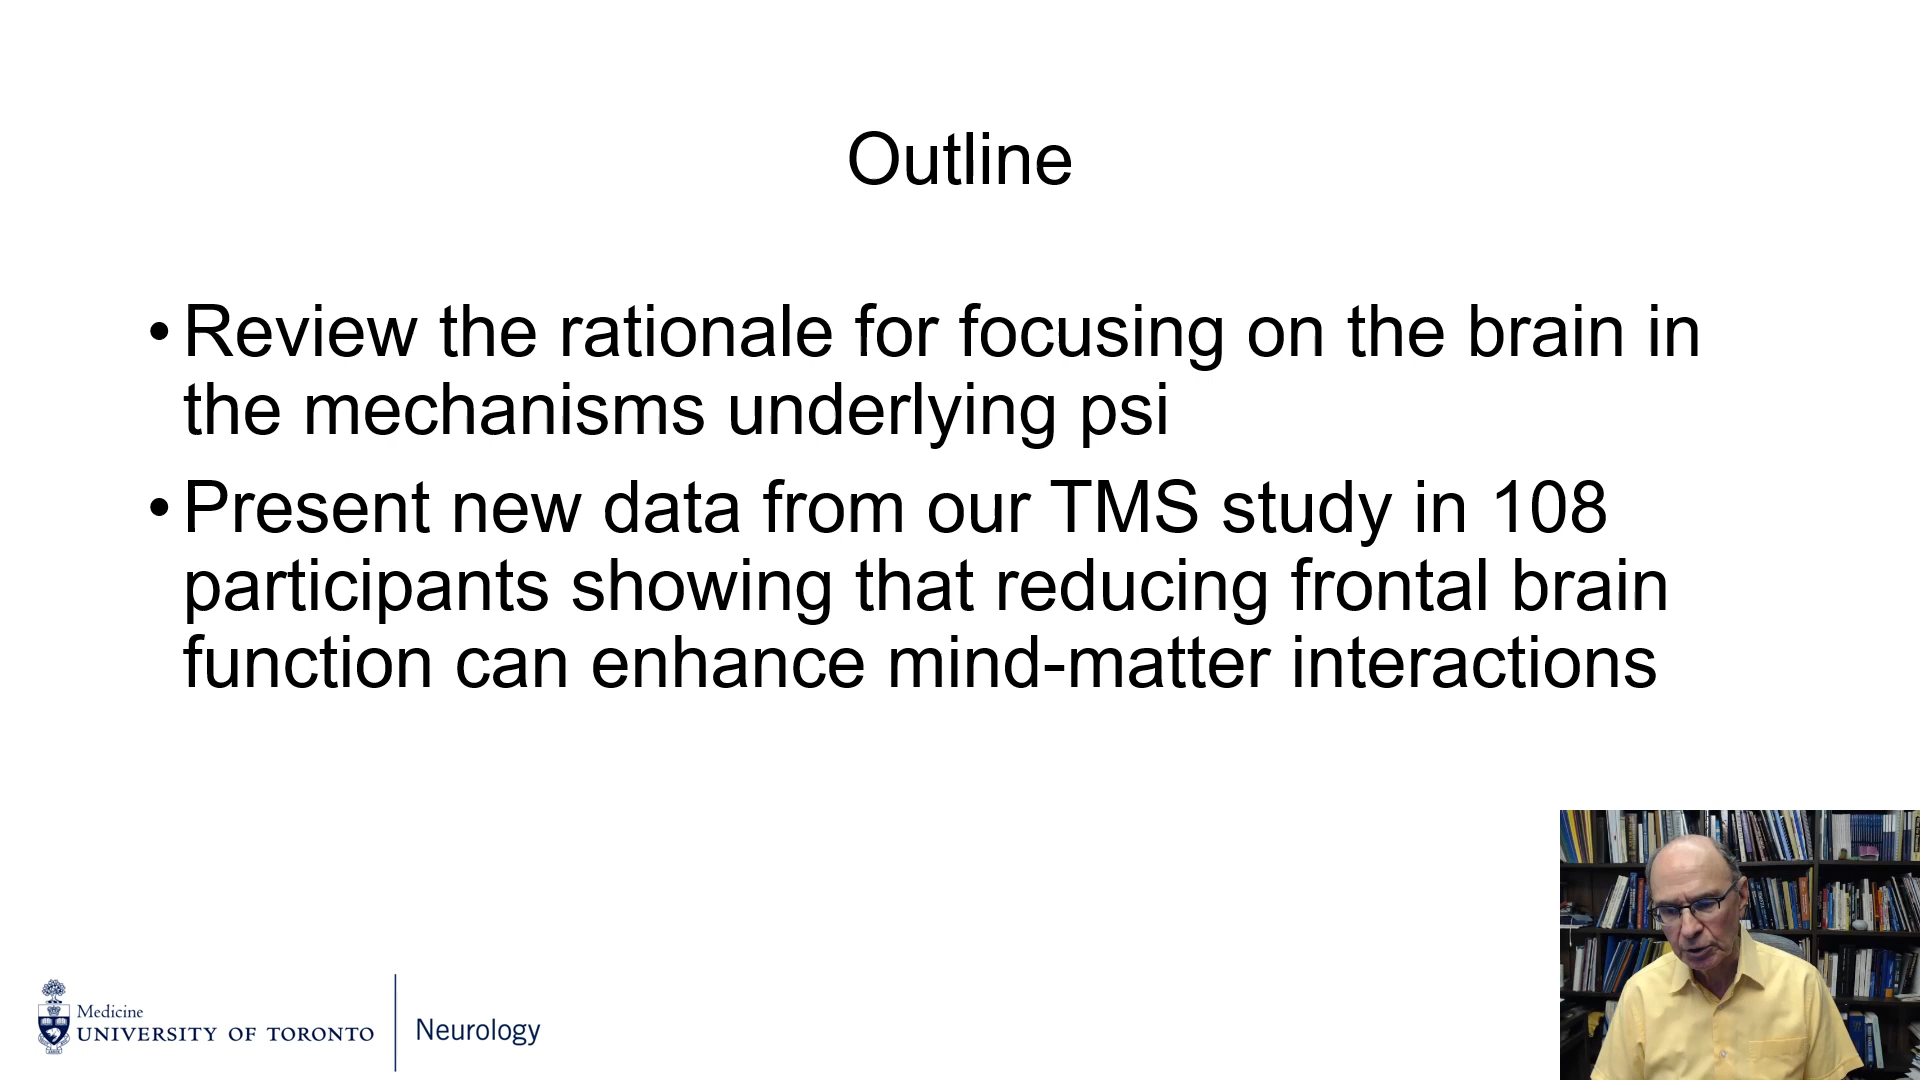 Outline
• Review the rationale for focusing on the brain in
the mechanisms underlying psi
• Present new data from our TMS study in 108
participants showing that reducing frontal brain
function can enhance mind-matter interactions
Medicine
UNIVERSITY OF TORONTO
Neurology